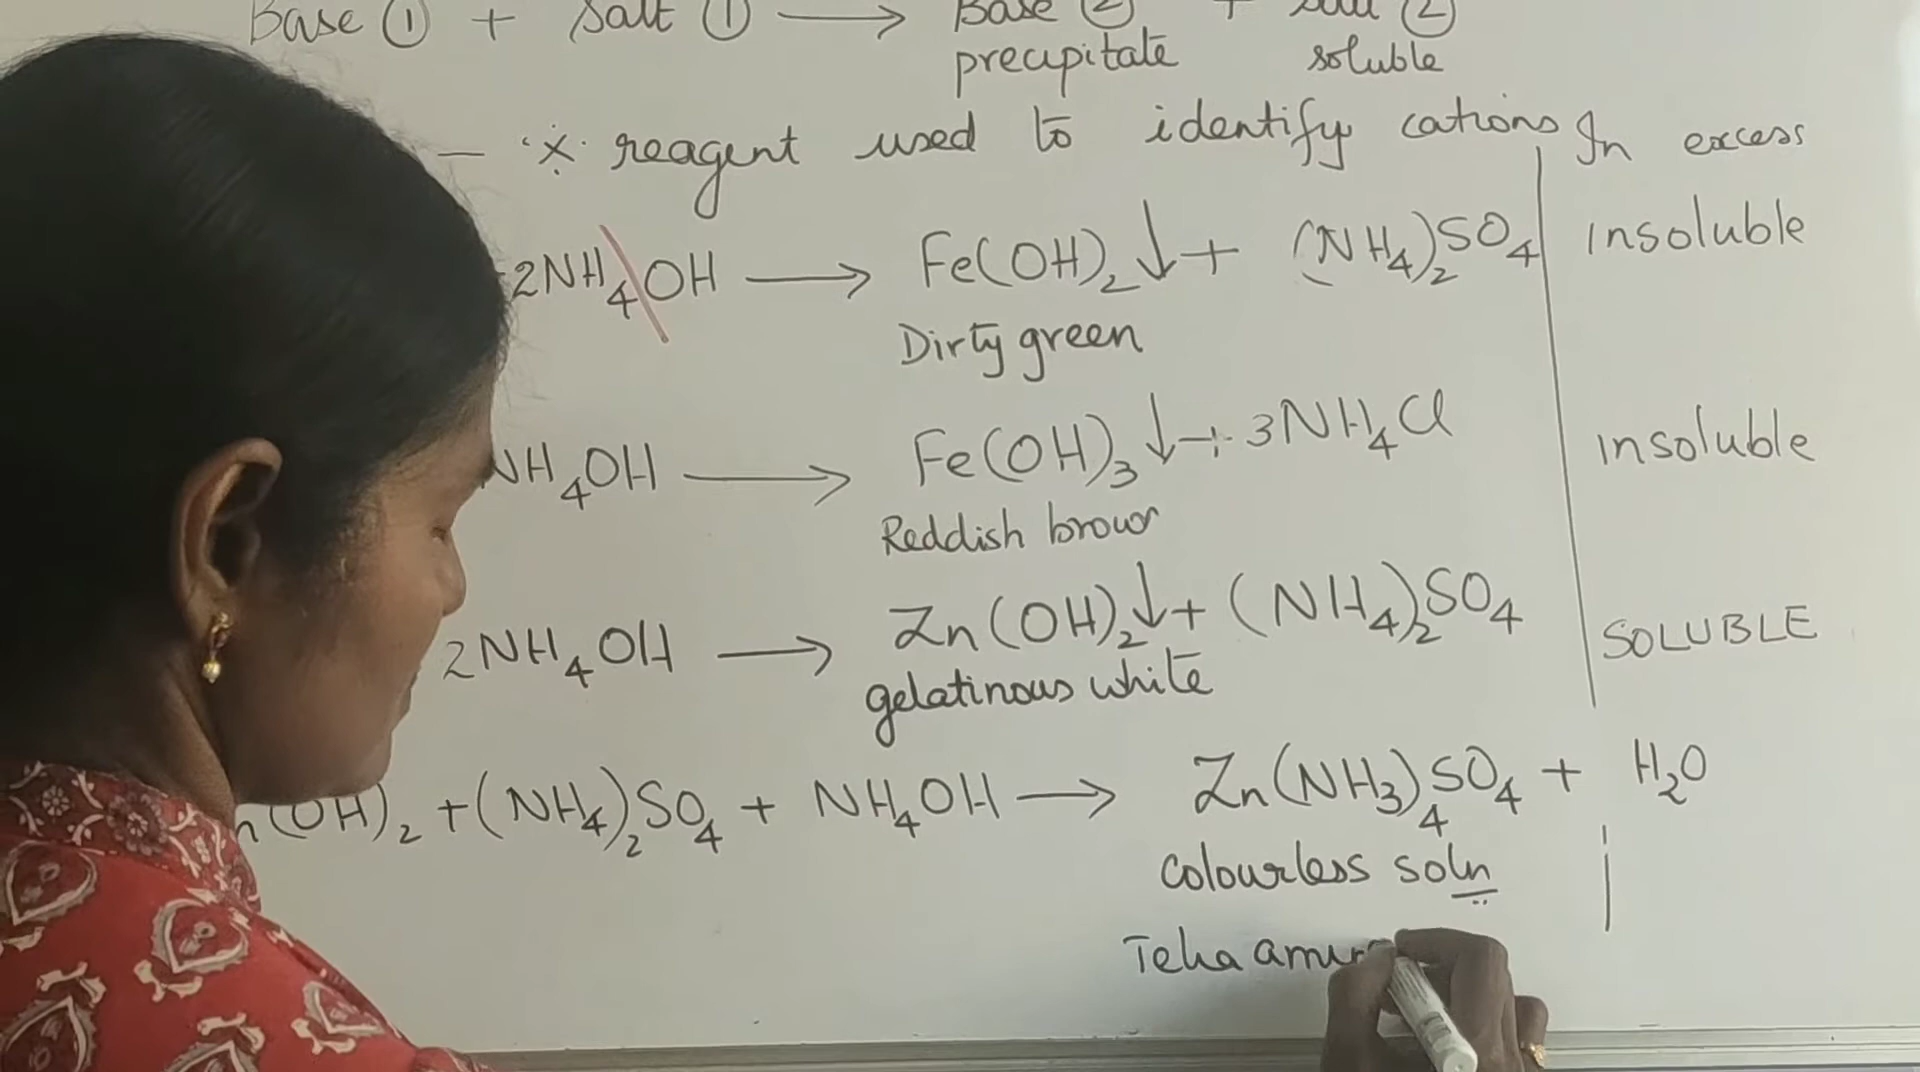 Base ① + Salt ① ⟶ Base ② + Salt ②
precupitate soluble
— 'X' reagent used to identify cations In excess
2NH₄OH ⟶ Fe(OH)₂↓ + (NH₄)₂SO₄ Insoluble
Dirty green
NH₄OH ⟶ Fe(OH)₃↓ + 3NH₄Cl Insoluble
Reddish brown
2NH₄OH ⟶ Zn(OH)₂↓ + (NH₄)₂SO₄ SOLUBLE
gelatinous white
n(OH)₂ + (NH₄)₂SO₄ + NH₄OH ⟶ Zn(NH₃)₄SO₄ + H₂O
Colourless soln
Tetra